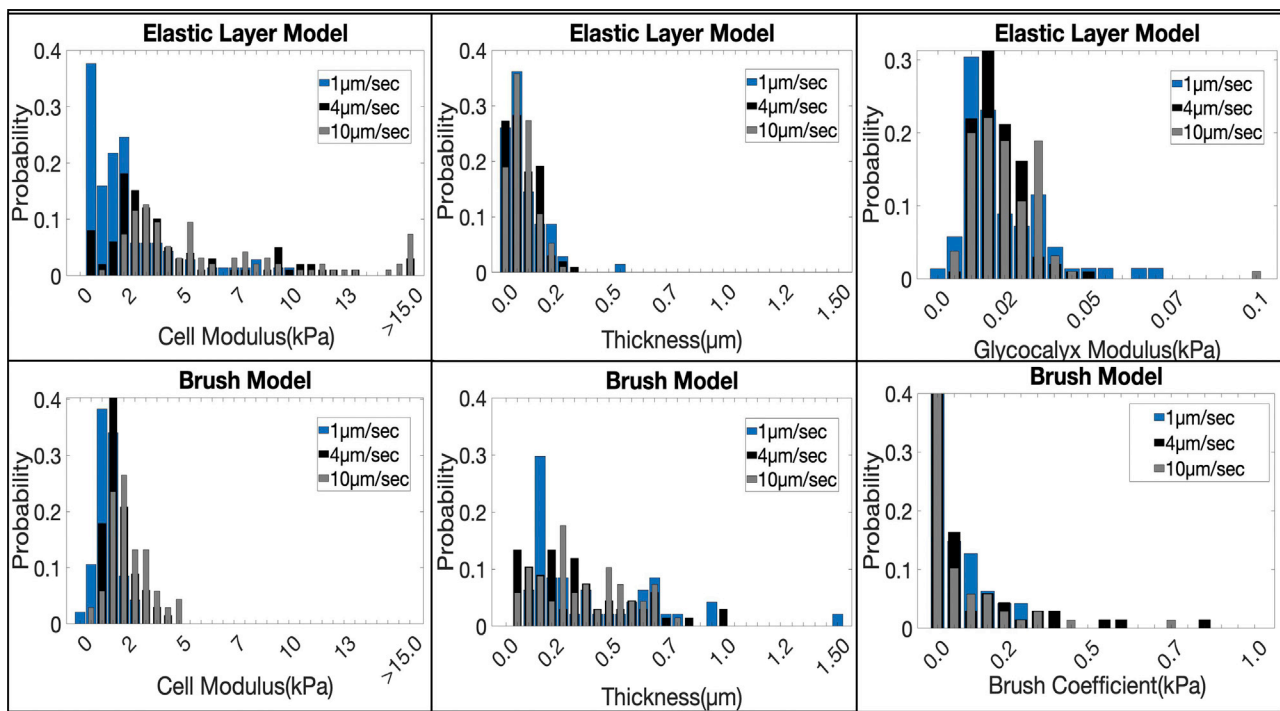 Elastic Layer Model
0.4
0.3
0.2
0.1
0
Probability
1µm/sec
4µm/sec
10µm/sec
0
2
5
7
10
13
>15.0
Cell Modulus(kPa)
Elastic Layer Model
0.4
0.3
0.2
0.1
0
Probability
1µm/sec
4µm/sec
10µm/sec
0.0
0.2
0.5
1.0
1.2
1.50
Thickness(µm)
Elastic Layer Model
0.3
0.2
0.1
0
Probability
1µm/sec
4µm/sec
10µm/sec
0.0
0.02
0.05
0.07
0.1
Glycocalyx Modulus(kPa)
Brush Model
0.4
0.3
0.2
0.1
0
Probability
1µm/sec
4µm/sec
10µm/sec
0
2
5
7
10
13
>15.0
Cell Modulus(kPa)
Brush Model
0.4
0.3
0.2
0.1
0
Probability
1µm/sec
4µm/sec
10µm/sec
0.0
0.2
0.5
0.6
1.0
1.2
1.50
Thickness(µm)
Brush Model
0.4
0.3
0.2
0.1
0
Probability
1µm/sec
4µm/sec
10µm/sec
0.0
0.2
0.5
0.7
1.0
Brush Coefficient(kPa)